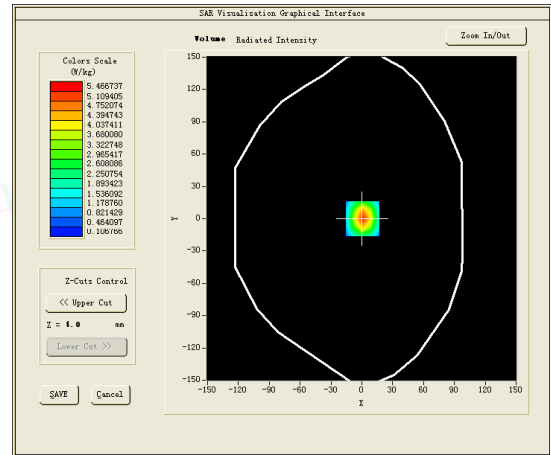 SAR Visualisation Graphical Interface
Volume Radiated Intensity
Zoom In/Out
Colors Scale
(W/kg)
5.466737
5.109405
4.752074
4.394743
4.037411
3.680080
3.322748
2.965417
2.608086
2.250754
1.893423
1.536092
1.178760
0.821429
0.464097
0.106766
Z-Cuts Control
<< Upper Cut
Z = 4.0 mm
Lower Cut >>
SAVE Cancel
150
120
90
60
30
0
-30
-60
-90
-120
-150
Y
-150 -120 -90 -60 -30 0 30 60 90 120 150
X